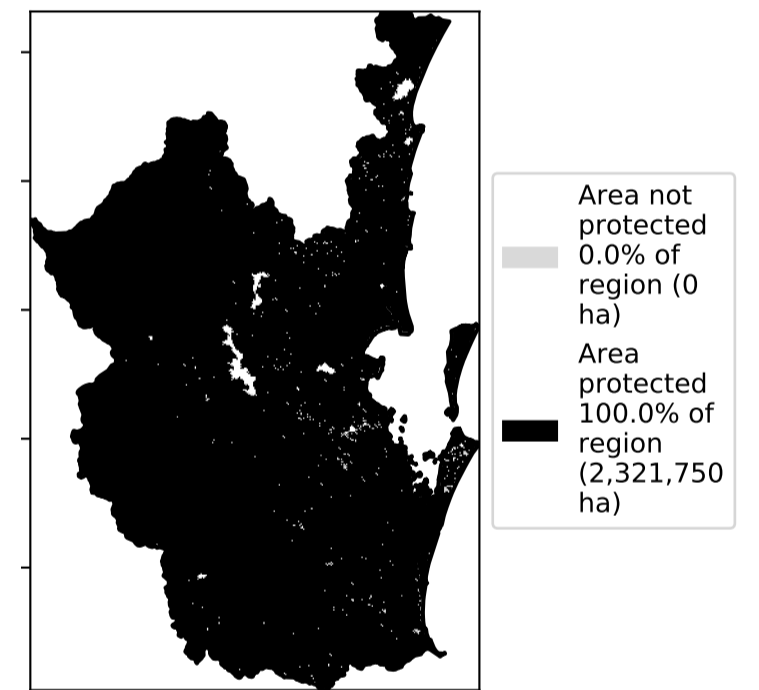 Area not
protected
0.0% of
region (0
ha)
Area
protected
100.0% of
region
(2,321,750
ha)